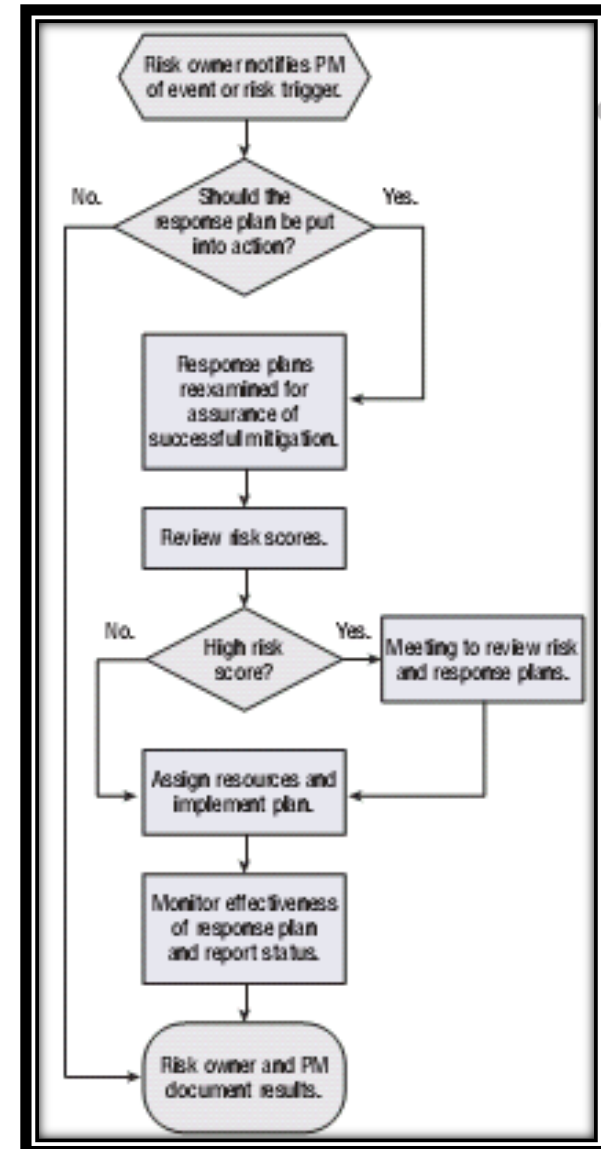 Risk owner notifies PM
of event or risk trigger.
No.
Should the
response plan be put
into action?
Yes.
Response plans
reexamined for
assurance of
successful mitigation.
Review risk scores.
No.
High risk
score?
Yes.
Meeting to review risk
and response plans.
Assign resources and
implement plan.
Monitor effectiveness
of response plan
and report status.
Risk owner and PM
document results.